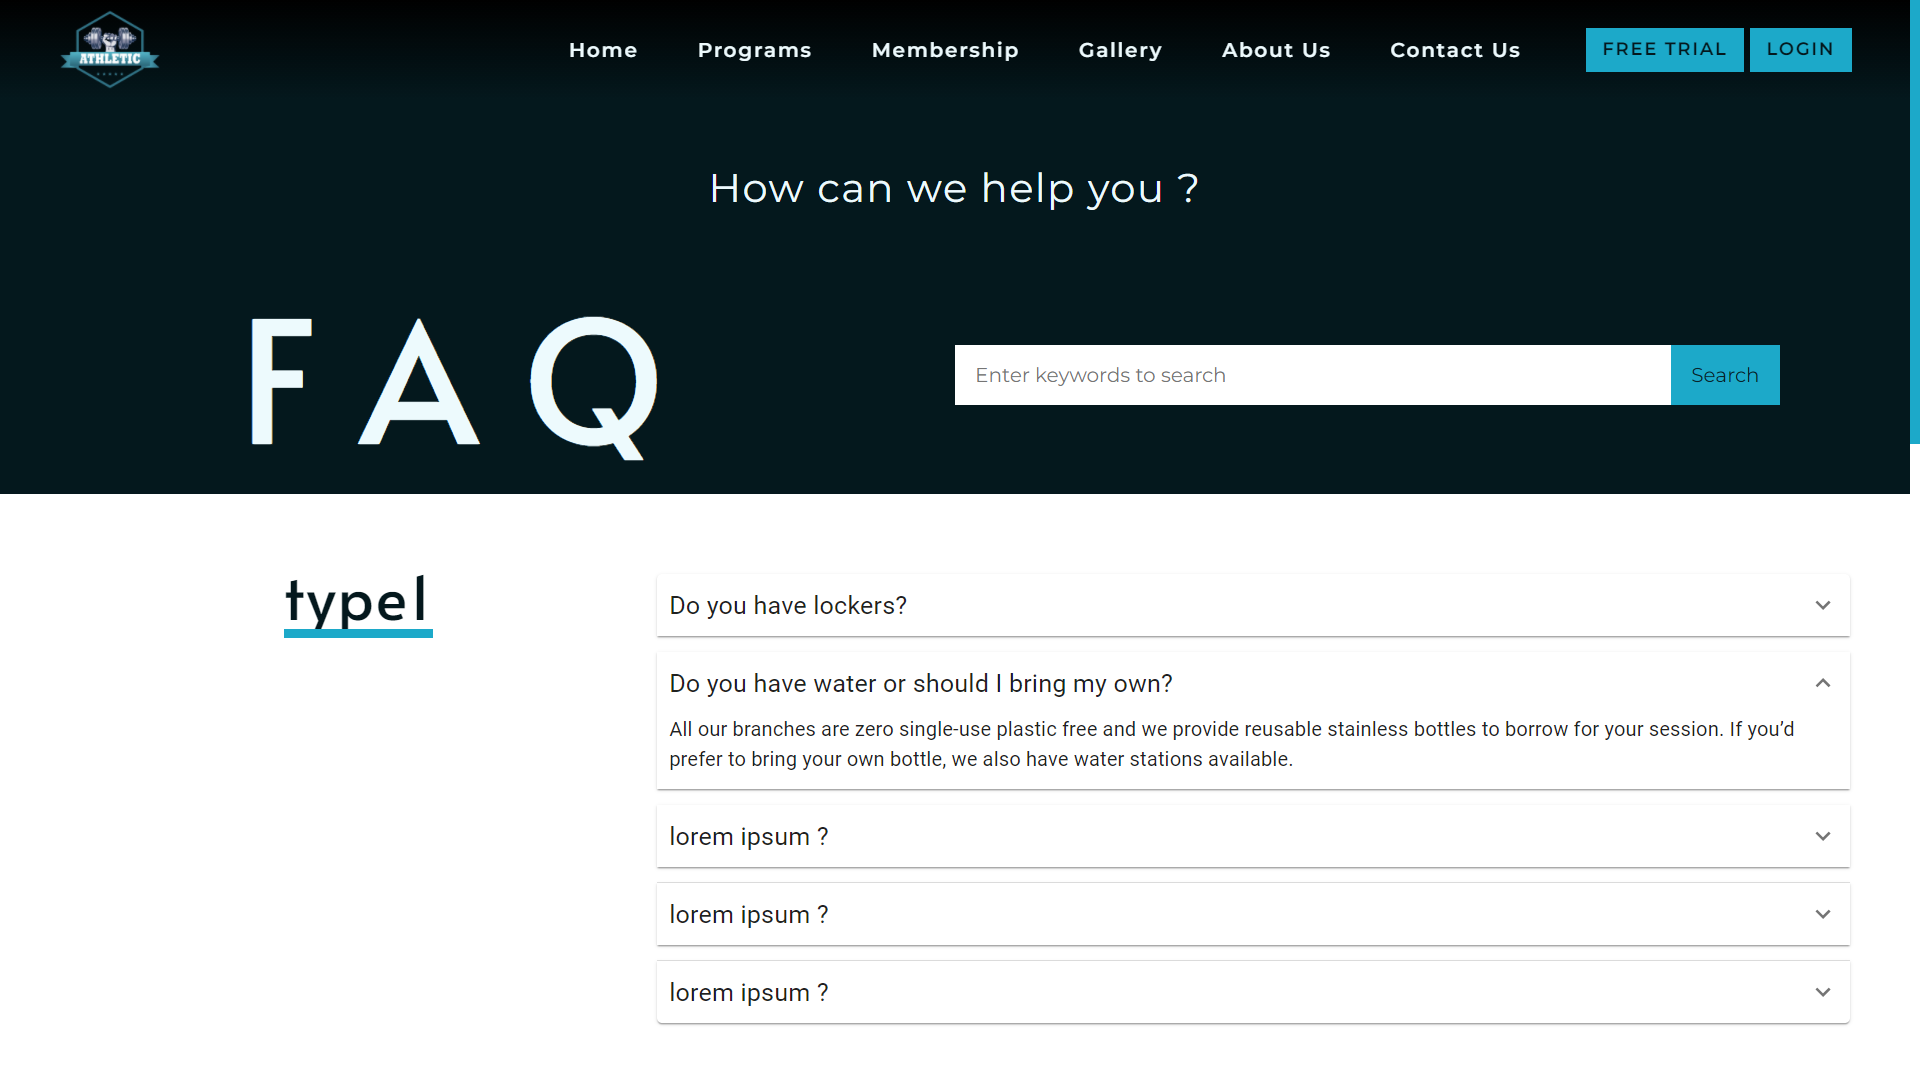 ATHLETIC
Home Programs Membership Gallery About Us Contact Us FREE TRIAL LOGIN
How can we help you ?
FAQ
Enter keywords to search Search
type1
Do you have lockers?
Do you have water or should I bring my own?
All our branches are zero single-use plastic free and we provide reusable stainless bottles to borrow for your session. If you’d
prefer to bring your own bottle, we also have water stations available.
lorem ipsum ?
lorem ipsum ?
lorem ipsum ?